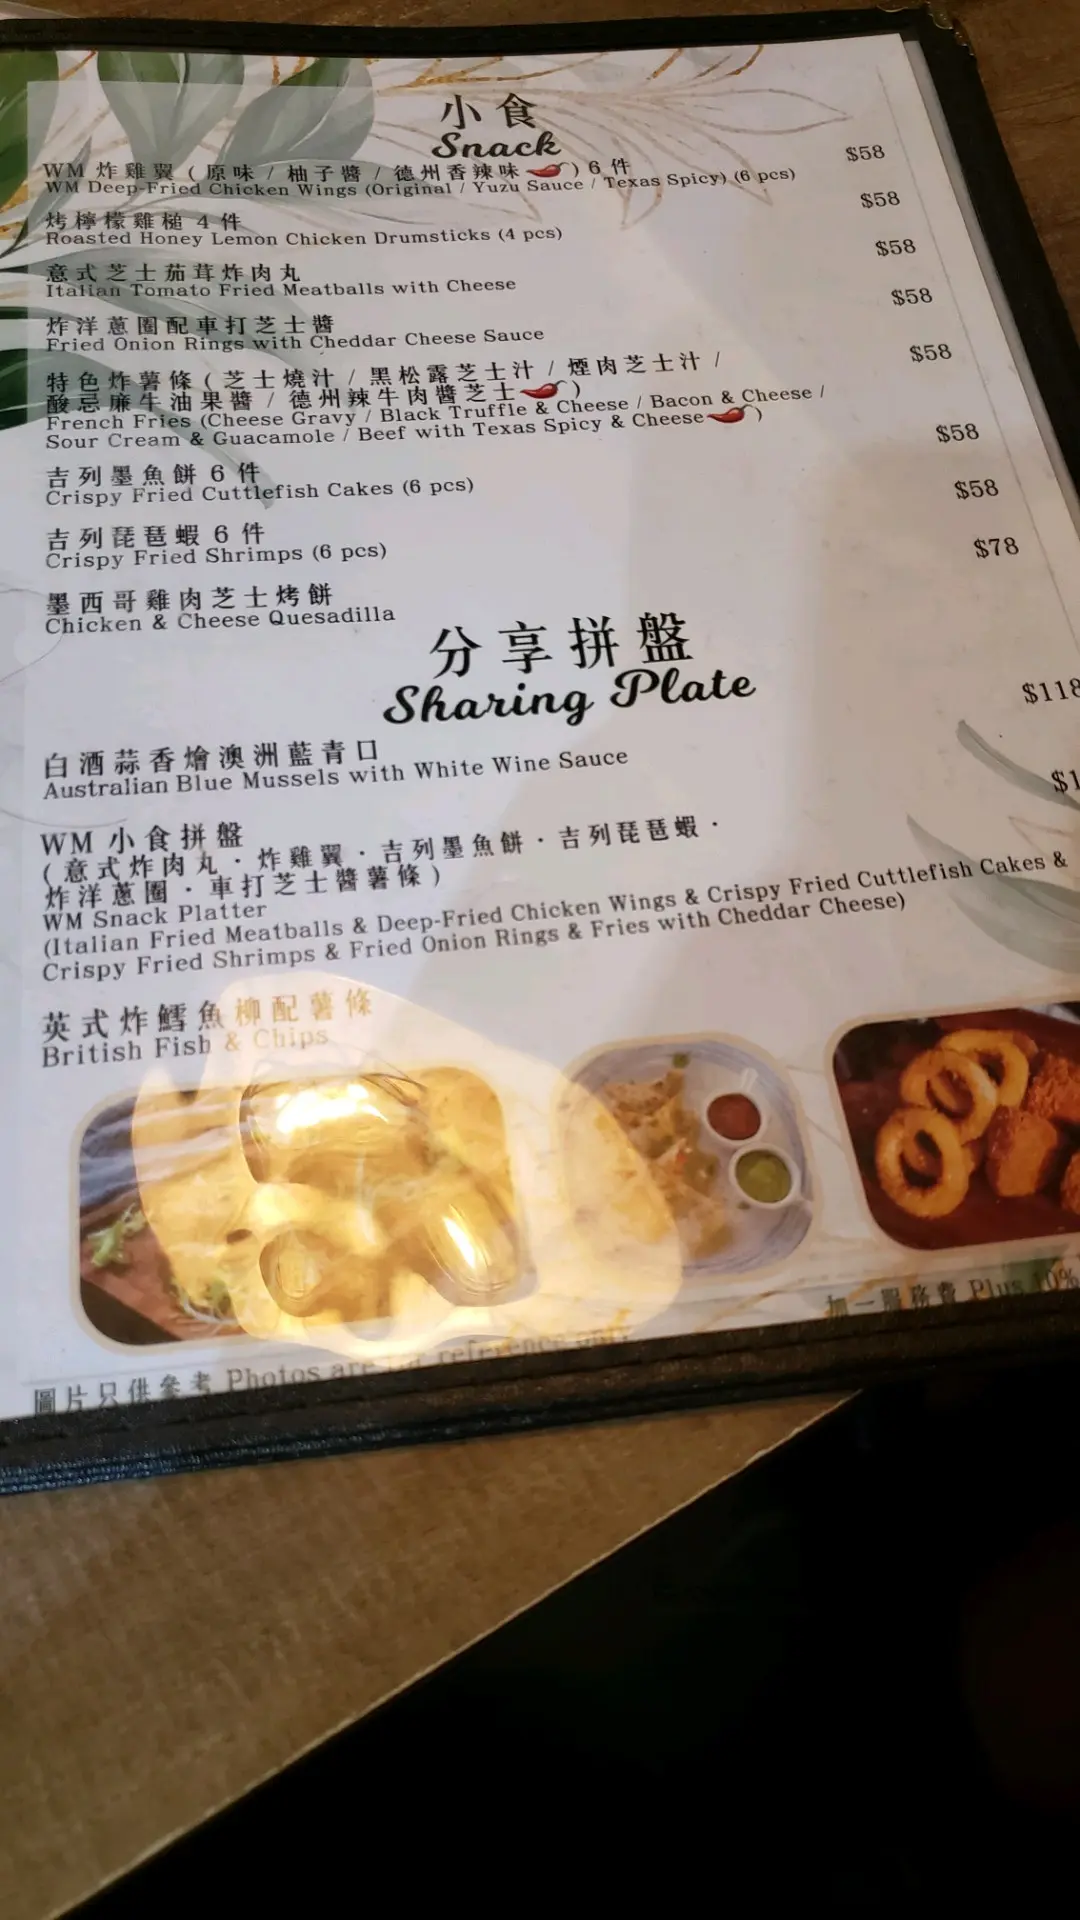 小食
Snack
WM 炸雞翼 ( 原味 / 柚子醬 / 德州香辣味 ) 6 件
WM Deep-Fried Chicken Wings (Original / Yuzu Sauce / Texas Spicy) (6 pcs)
$58
烤檸檬雞槌 4 件
Roasted Honey Lemon Chicken Drumsticks (4 pcs)
$58
意式芝士茄茸炸肉丸
Italian Tomato Fried Meatballs with Cheese
$58
炸洋蔥圈配車打芝士醬
Fried Onion Rings with Cheddar Cheese Sauce
$58
特色炸薯條 ( 芝士燒汁 / 黑松露芝士汁 / 煙肉芝士汁 /
酸忌廉牛油果醬 / 德州辣牛肉醬芝士 )
French Fries (Cheese Gravy / Black Truffle & Cheese / Bacon & Cheese /
Sour Cream & Guacamole / Beef with Texas Spicy & Cheese )
$58
吉列墨魚餅 6 件
Crispy Fried Cuttlefish Cakes (6 pcs)
$58
吉列琵琶蝦 6 件
Crispy Fried Shrimps (6 pcs)
$58
墨西哥雞肉芝士烤餅
Chicken & Cheese Quesadilla
$78
分享拼盤
Sharing Plate
白酒蒜香燴澳洲藍青口
Australian Blue Mussels with White Wine Sauce
$118
WM 小食拼盤
( 意式炸肉丸 · 炸雞翼 · 吉列墨魚餅 · 吉列琵琶蝦 ·
炸洋蔥圈 · 車打芝士醬薯條 )
WM Snack Platter
(Italian Fried Meatballs & Deep-Fried Chicken Wings & Crispy Fried Cuttlefish Cakes &
Crispy Fried Shrimps & Fried Onion Rings & Fries with Cheddar Cheese)
英式炸鱈魚柳配薯條
British Fish & Chips
圖片只供參考 Photos are for reference only
加一服務費 Plus 10%